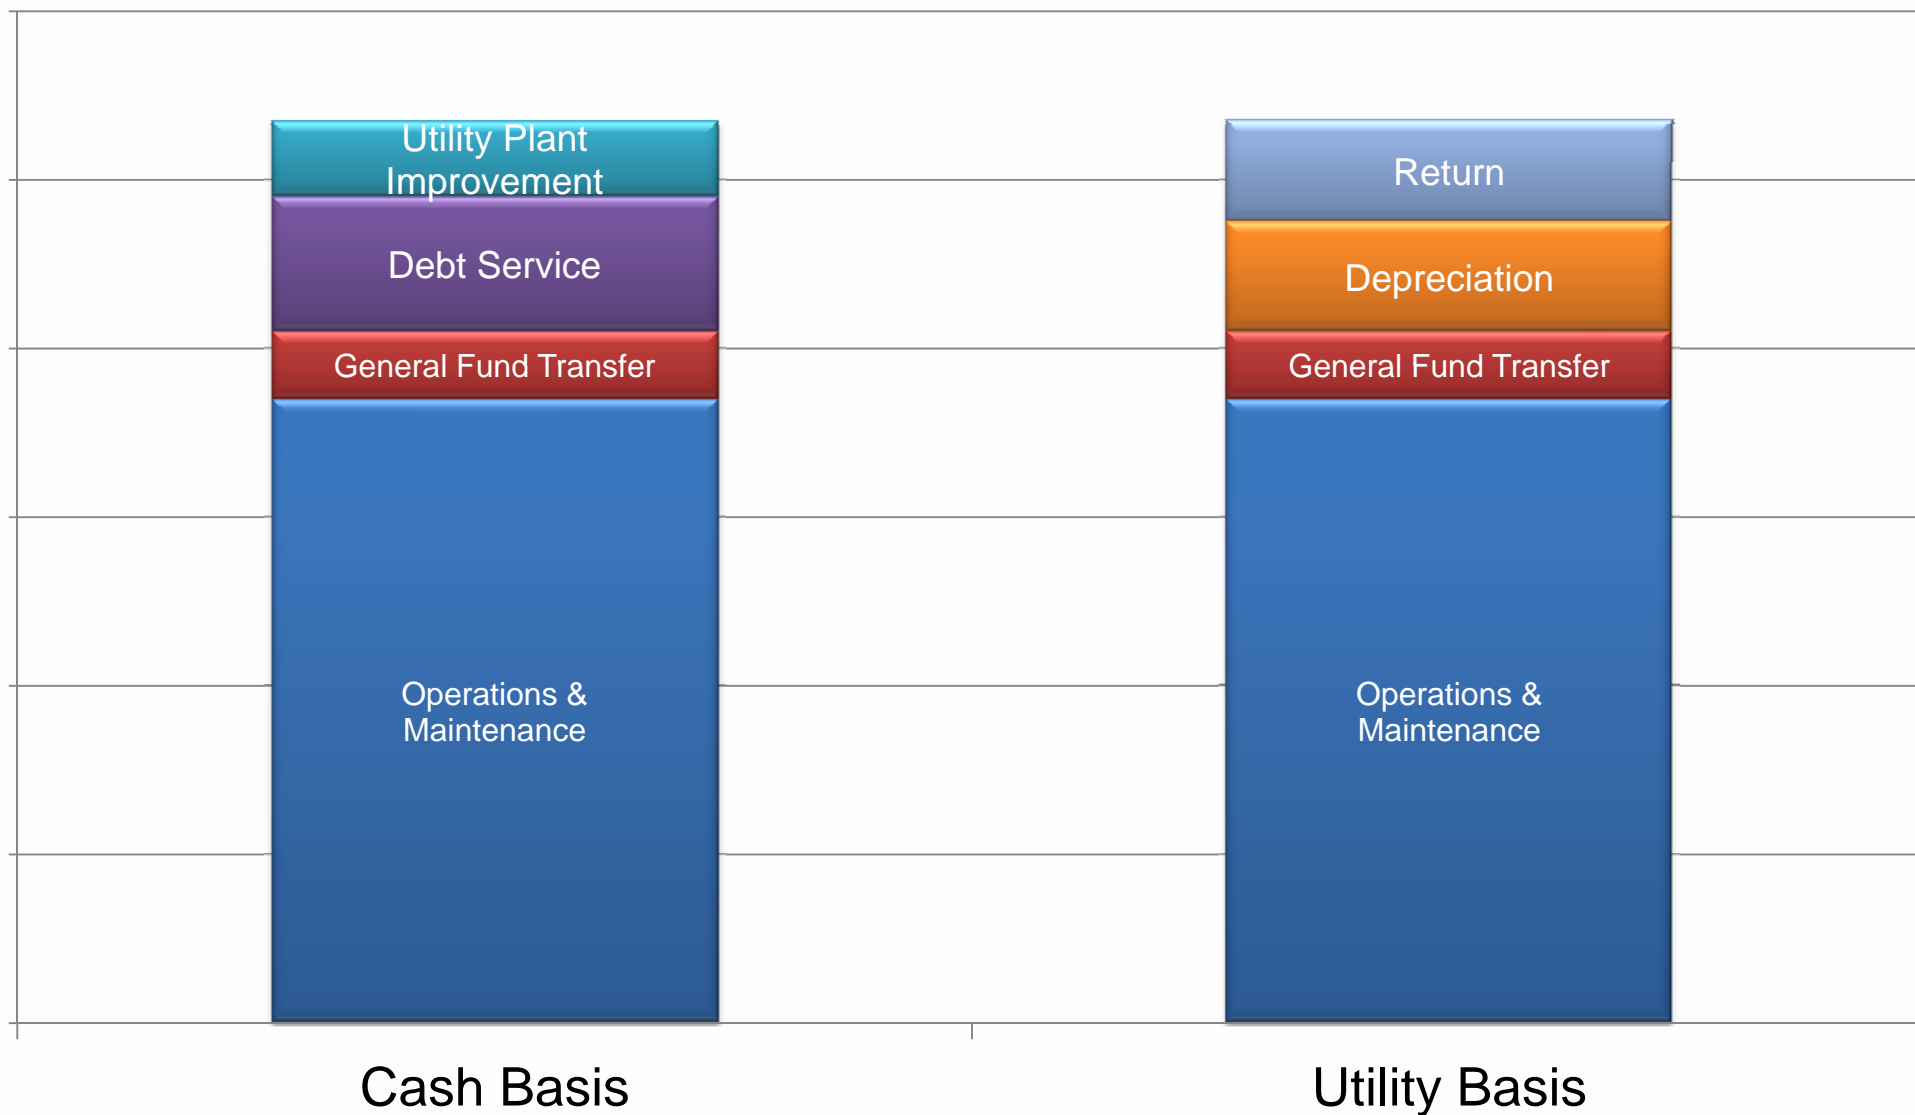 Utility Plant
Improvement
Debt Service
General Fund Transfer
Operations &
Maintenance
Cash Basis
Return
Depreciation
General Fund Transfer
Operations &
Maintenance
Utility Basis